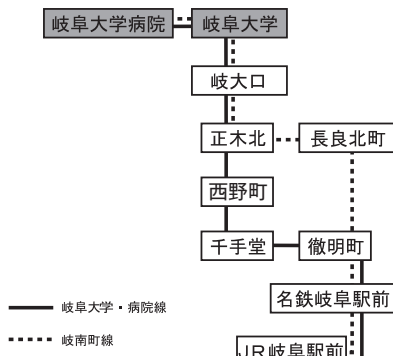 岐阜大学病院
岐阜大学
岐大口
正木北
長良北町
西野町
千手堂
徹明町
名鉄岐阜駅前
岐阜大学・病院線
岐南町線
JR岐阜駅前